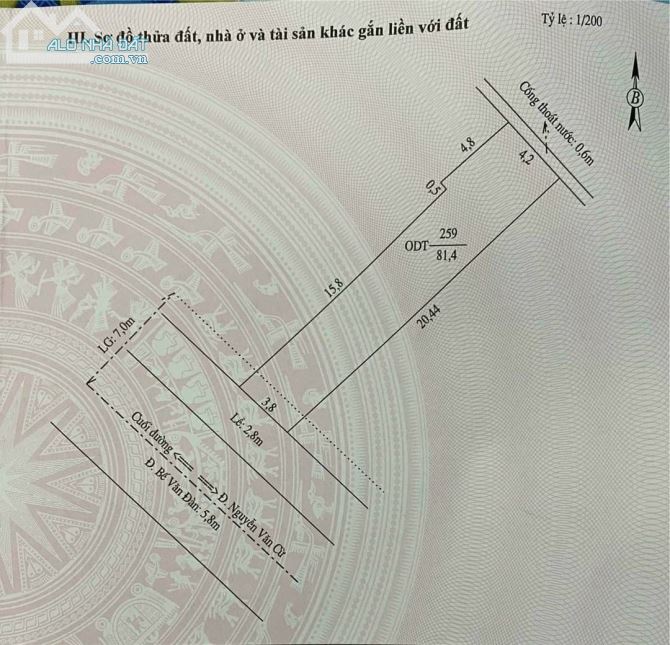 III. Sơ đồ thửa đất, nhà ở và tài sản khác gắn liền với đất
Tỷ lệ : 1/200
ALO NHÀ ĐẤT
www.alonhadat.com.vn
B
Cống thoát nước: 0,6m
4,8
4,2
0,5
ODT 259
81,4
15,8
20,44
LG: 7,0m
3,8
Lề: 2,8m
Cuối đường
Đ. Nguyễn Văn Cừ
Đ. Bế Văn Đàn: 5,8m